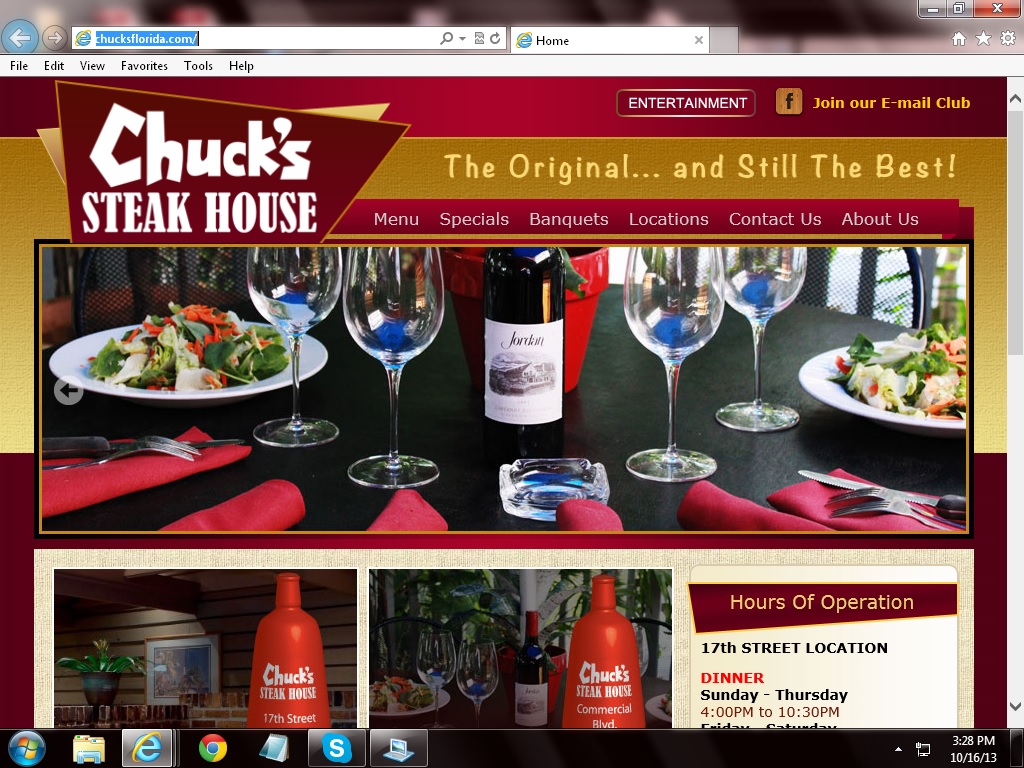 chucksflorida.com/
Home
File Edit View Favorites Tools Help
ENTERTAINMENT
f
Join our E-mail Club
Chuck's
STEAK HOUSE
The Original... and Still The Best!
Menu Specials Banquets Locations Contact Us About Us
Jordan
Chuck's
STEAK HOUSE
17th Street
Chuck's
STEAK HOUSE
Commercial
Blvd.
Hours Of Operation
17th STREET LOCATION
DINNER
Sunday - Thursday
4:00PM to 10:30PM
Friday - Saturday
3:28 PM
10/16/13